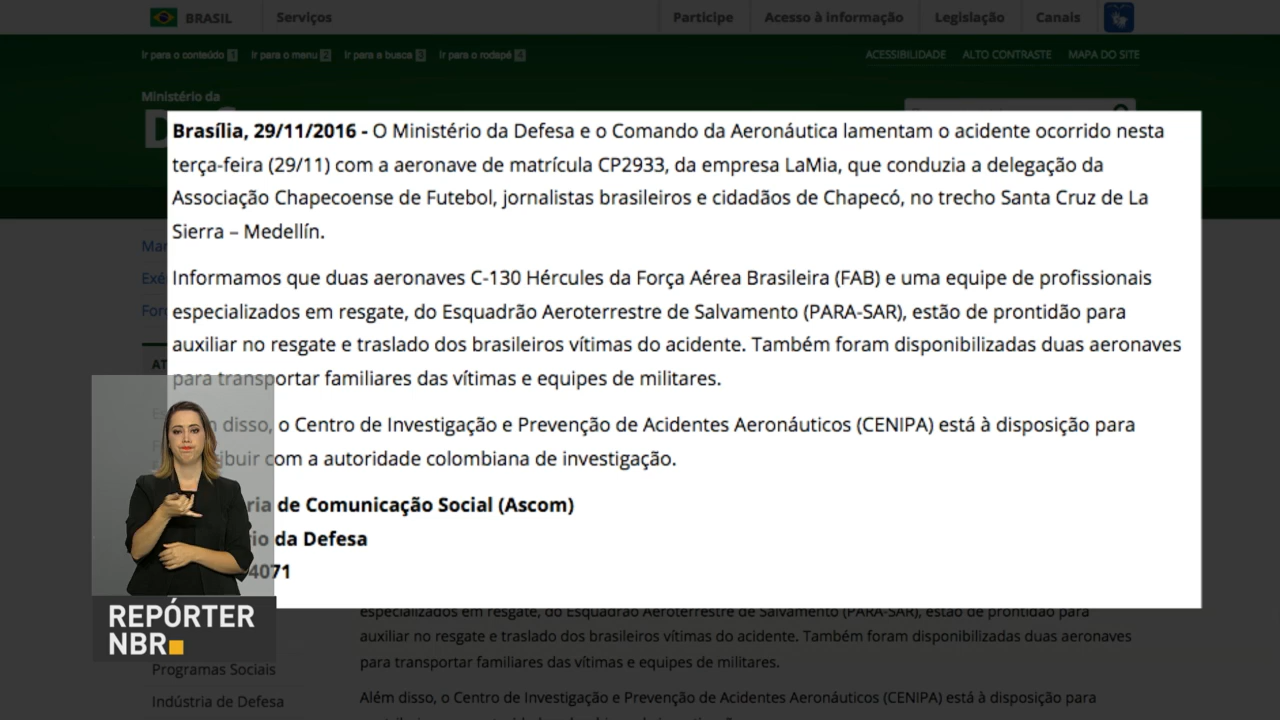 BRASIL Serviços Participe Acesso à informação Legislação Canais
Ir para o conteúdo 1 Ir para o menu 2 Ir para a busca 3 Ir para o rodapé 4 ACESSIBILIDADE ALTO CONTRASTE MAPA DO SITE
Ministério da
D
Brasília, 29/11/2016 - O Ministério da Defesa e o Comando da Aeronáutica lamentam o acidente ocorrido nesta
terça-feira (29/11) com a aeronave de matrícula CP2933, da empresa LaMia, que conduzia a delegação da
Associação Chapecoense de Futebol, jornalistas brasileiros e cidadãos de Chapecó, no trecho Santa Cruz de La
Sierra – Medellín.
Mar
Informamos que duas aeronaves C-130 Hércules da Força Aérea Brasileira (FAB) e uma equipe de profissionais
Exé
especializados em resgate, do Esquadrão Aeroterrestre de Salvamento (PARA-SAR), estão de prontidão para
For
auxiliar no resgate e traslado dos brasileiros vítimas do acidente. Também foram disponibilizadas duas aeronaves
AT
para transportar familiares das vítimas e equipes de militares.
disso, o Centro de Investigação e Prevenção de Acidentes Aeronáuticos (CENIPA) está à disposição para
ibuir com a autoridade colombiana de investigação.
ria de Comunicação Social (Ascom)
io da Defesa
4071
REPÓRTER
NBR
especializados em resgate, do Esquadrão Aeroterrestre de Salvamento (PARA-SAR), estão de prontidão para
auxiliar no resgate e traslado dos brasileiros vítimas do acidente. Também foram disponibilizadas duas aeronaves
para transportar familiares das vítimas e equipes de militares.
Programas Sociais
Além disso, o Centro de Investigação e Prevenção de Acidentes Aeronáuticos (CENIPA) está à disposição para
Indústria de Defesa